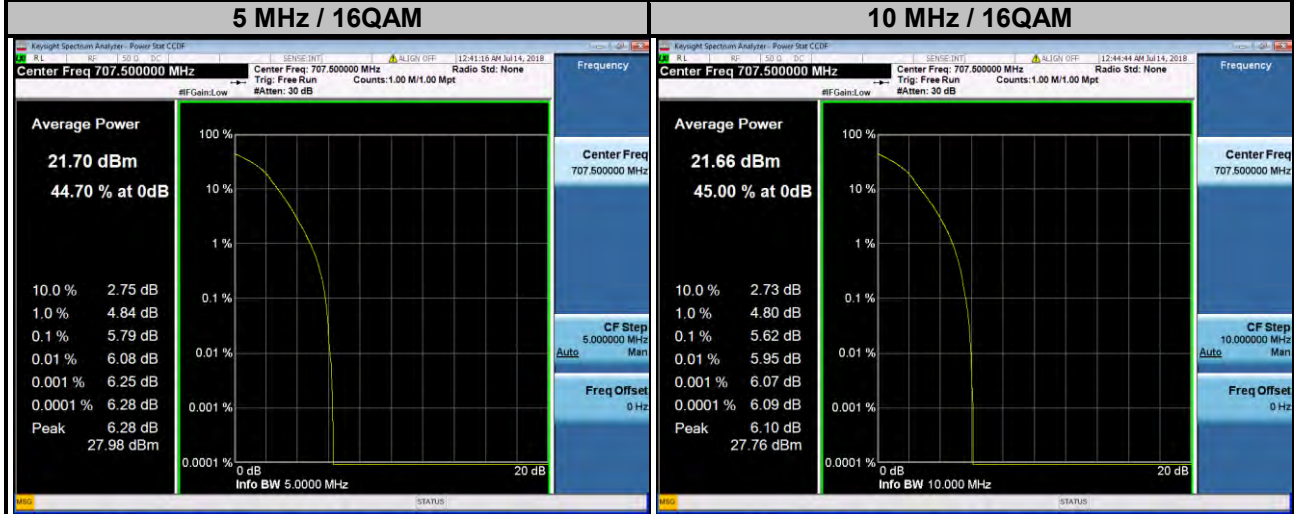 5 MHz / 16QAM
Keysight Spectrum Analyzer - Power Stat CCDF
RL RF 50 Ω DC SENSE:INT ALIGN OFF 12:41:16 AM Jul 14, 2018
Center Freq 707.500000 MHz
Center Freq: 707.500000 MHz Radio Std: None
Trig: Free Run Counts:1.00 M/1.00 Mpt
#IFGain:Low #Atten: 30 dB
Average Power
21.70 dBm
44.70 % at 0dB
10.0 % 2.75 dB
1.0 % 4.84 dB
0.1 % 5.79 dB
0.01 % 6.08 dB
0.001 % 6.25 dB
0.0001 % 6.28 dB
Peak 6.28 dB
27.98 dBm
100 %
10 %
1 %
0.1 %
0.01 %
0.001 %
0.0001 %
0 dB 20 dB
Info BW 5.0000 MHz
Frequency
Center Freq
707.500000 MHz
CF Step
5.000000 MHz
Auto Man
Freq Offset
0 Hz
MSG STATUS
10 MHz / 16QAM
Keysight Spectrum Analyzer - Power Stat CCDF
RL RF 50 Ω DC SENSE:INT ALIGN OFF 12:44:44 AM Jul 14, 2018
Center Freq 707.500000 MHz
Center Freq: 707.500000 MHz Radio Std: None
Trig: Free Run Counts:1.00 M/1.00 Mpt
#IFGain:Low #Atten: 30 dB
Average Power
21.66 dBm
45.00 % at 0dB
10.0 % 2.73 dB
1.0 % 4.80 dB
0.1 % 5.62 dB
0.01 % 5.95 dB
0.001 % 6.07 dB
0.0001 % 6.09 dB
Peak 6.10 dB
27.76 dBm
100 %
10 %
1 %
0.1 %
0.01 %
0.001 %
0.0001 %
0 dB 20 dB
Info BW 10.000 MHz
Frequency
Center Freq
707.500000 MHz
CF Step
10.000000 MHz
Auto Man
Freq Offset
0 Hz
MSG STATUS